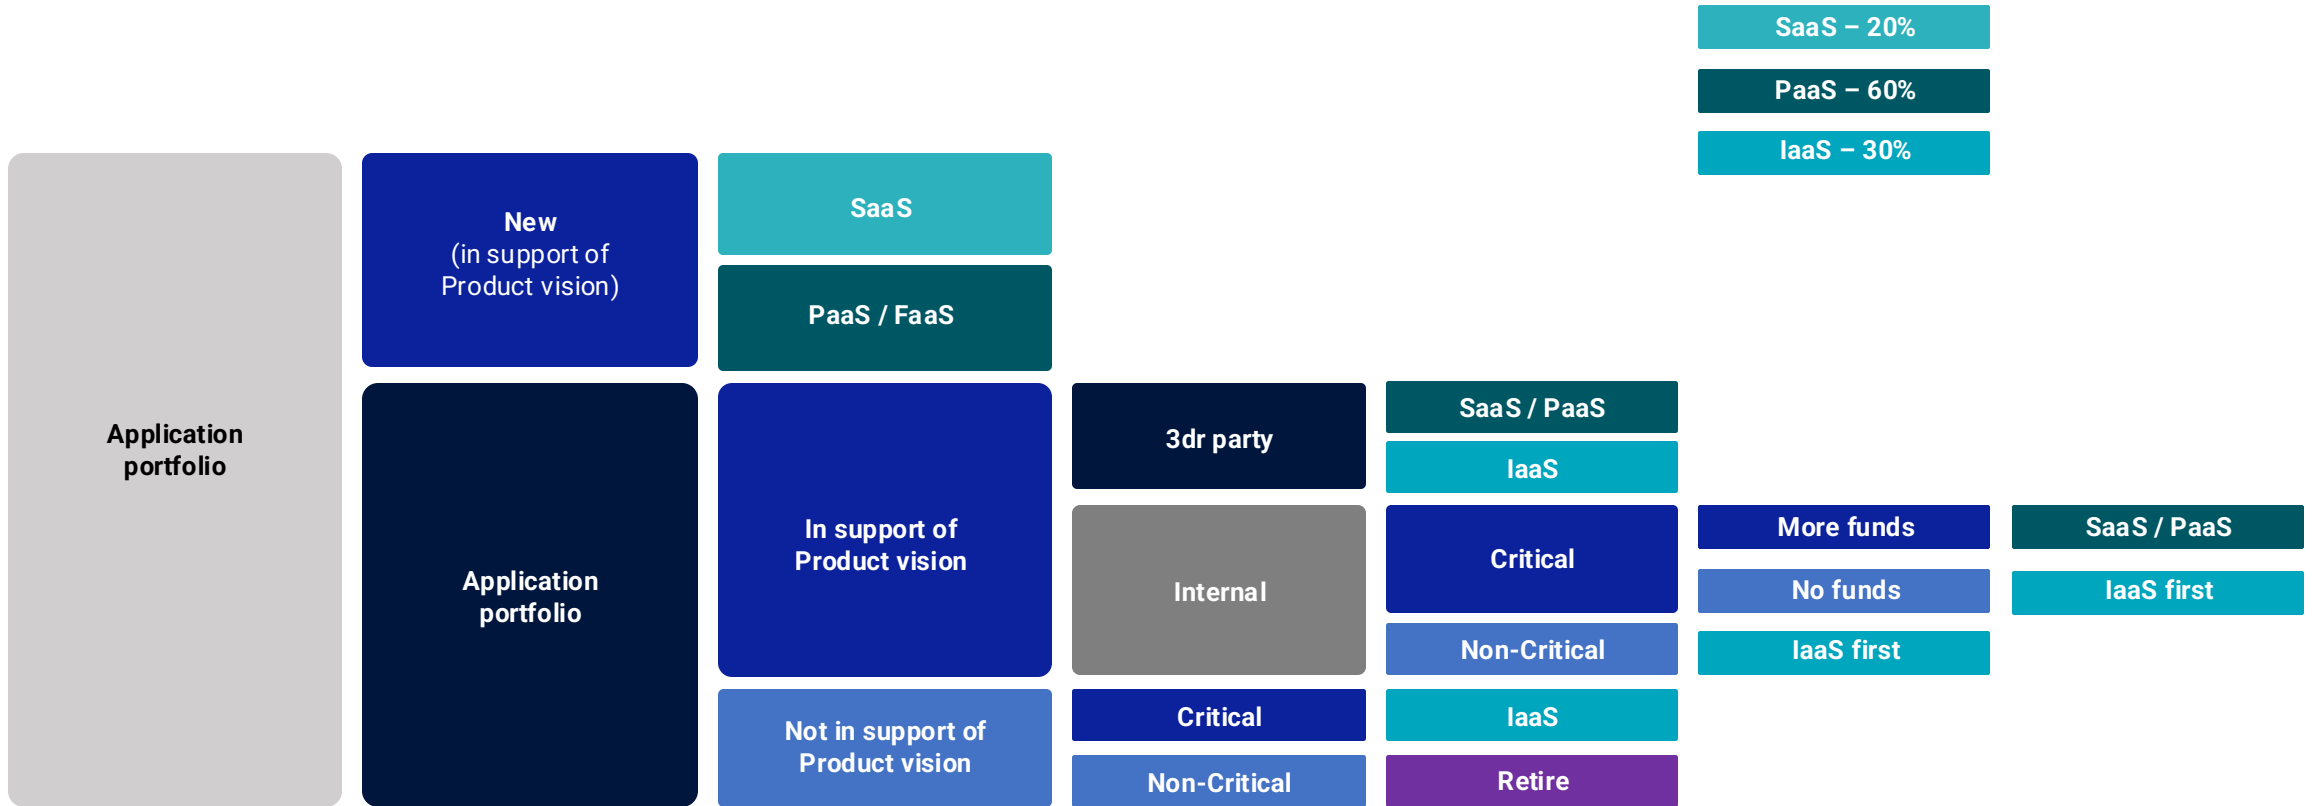 SaaS – 20%
PaaS – 60%
IaaS – 30%
Application
portfolio
New
(in support of
Product vision)
SaaS
PaaS / FaaS
Application
portfolio
In support of
Product vision
3dr party
SaaS / PaaS
IaaS
Internal
Critical
More funds
SaaS / PaaS
No funds
IaaS first
Non-Critical
IaaS first
Not in support of
Product vision
Critical
IaaS
Non-Critical
Retire